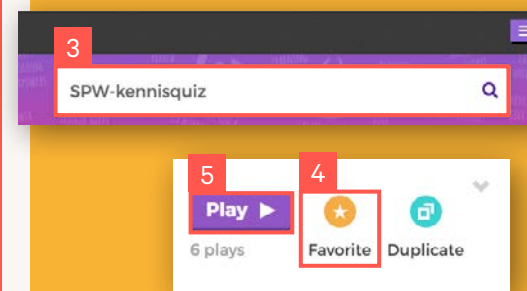 3
SPW-kennisquiz
5
4
Play
6 plays
Favorite
Duplicate